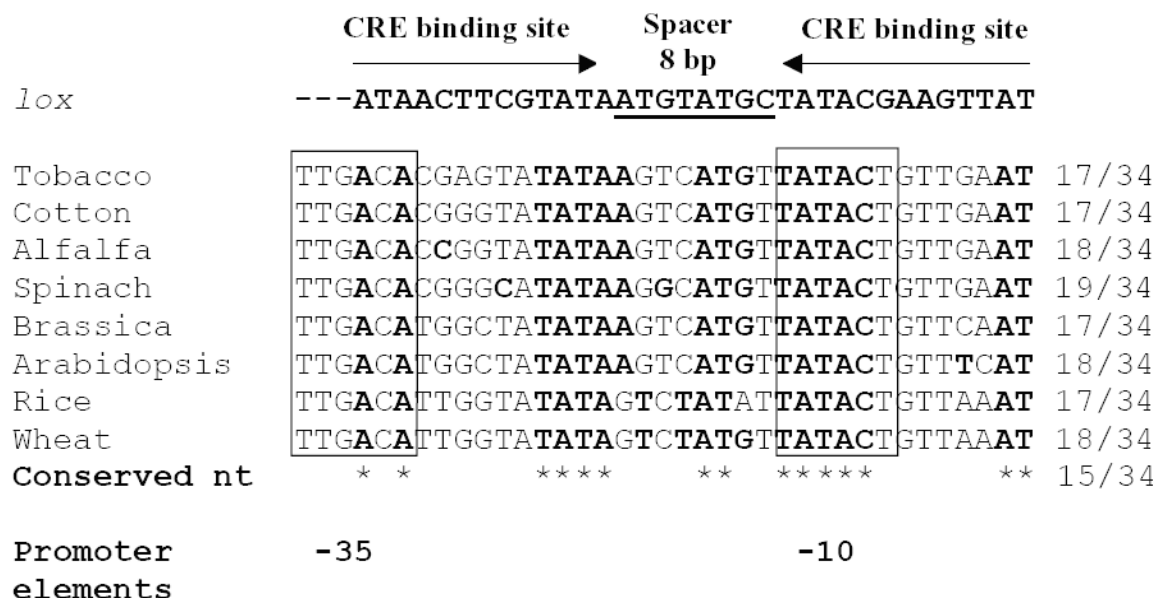 CRE binding site Spacer 8 bp CRE binding site
lox ---ATAACTTCGTATAATGTATGCTATACGAAGTTAT
Tobacco TTGACACGAGTATATAAGTCATGTTATACTGTTGAAT 17/34
Cotton TTGACACGGGTATATAAGTCATGTTATACTGTTGAAT 17/34
Alfalfa TTGACACCGGTATATAAGTCATGTTATACTGTTGAAT 18/34
Spinach TTGACACGGGCATATAAGGCATGTTATACTGTTGAAT 19/34
Brassica TTGACATGGCTATATAAGTCATGTTATACTGTTCAAT 17/34
Arabidopsis TTGACATGGCTATATAAGTCATGTTATACTGTTTCAT 18/34
Rice TTGACATTGGTATATAGTCTATATTATACTGTTAAAT 17/34
Wheat TTGACATTGGTATATAGTCTATGTTATACTGTTAAAT 18/34
Conserved nt * * **** ** ***** ** 15/34
Promoter -35 -10
elements